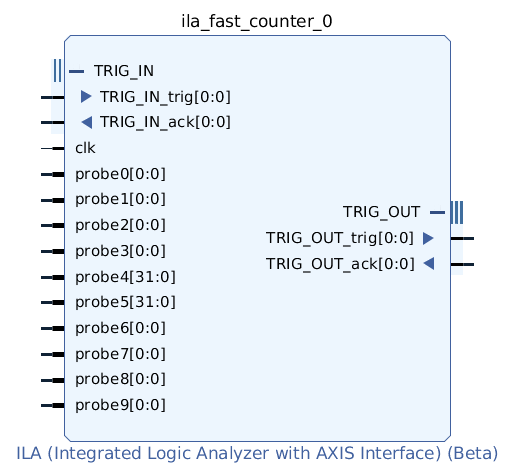 ila_fast_counter_0
TRIG_IN
TRIG_IN_trig[0:0]
TRIG_IN_ack[0:0]
clk
probe0[0:0]
probe1[0:0]
probe2[0:0]
probe3[0:0]
probe4[31:0]
probe5[31:0]
probe6[0:0]
probe7[0:0]
probe8[0:0]
probe9[0:0]
TRIG_OUT
TRIG_OUT_trig[0:0]
TRIG_OUT_ack[0:0]
ILA (Integrated Logic Analyzer with AXIS Interface) (Beta)